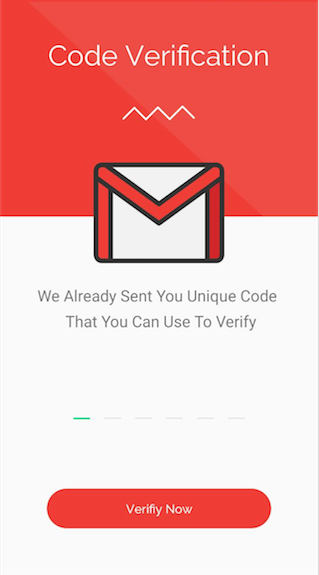 Code Verification
We Already Sent You Unique Code
That You Can Use To Verify
Verifiy Now